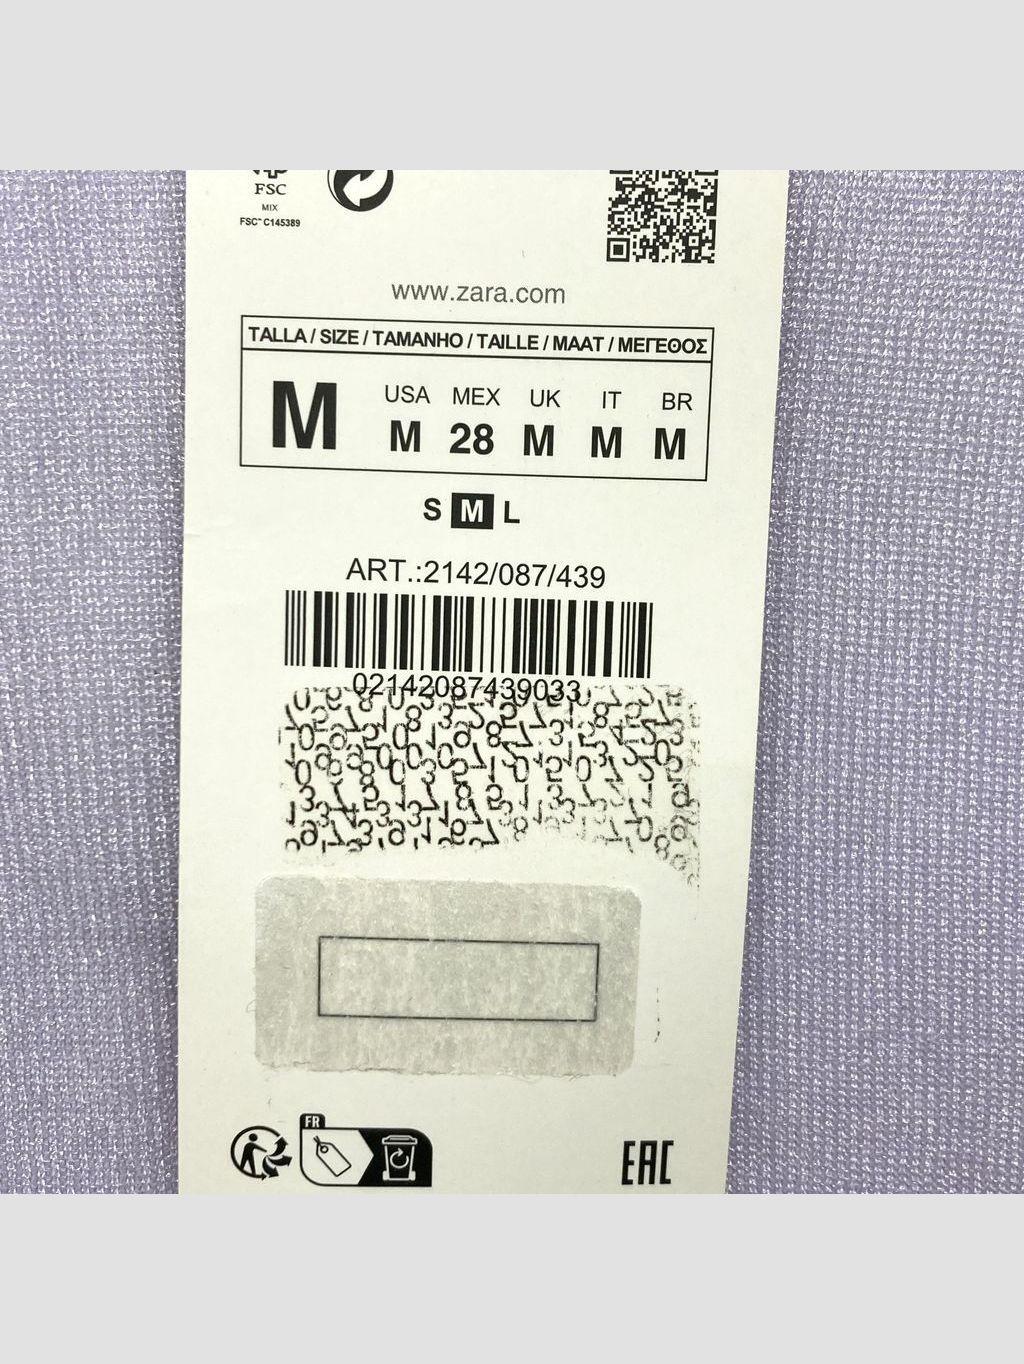 FSC
MIX
FSC™ C145389
www.zara.com
TALLA / SIZE / TAMANHO / TAILLE / MAAT / ΜΕΓΕΘΟΣ
M
USA MEX UK IT BR
M 28 M M M
S M L
ART.:2142/087/439
02142087439033
FR
EAC